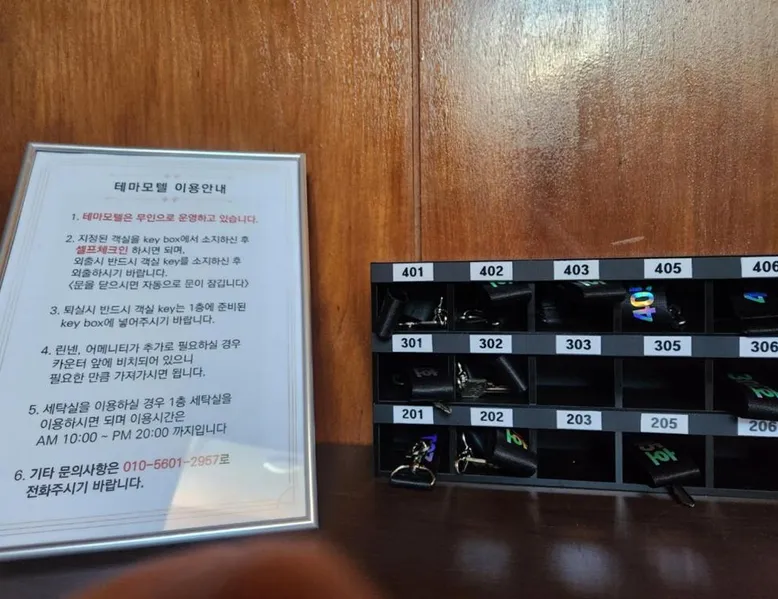 테마모텔 이용안내
1. 테마모텔은 무인으로 운영하고 있습니다.
2. 지정된 객실을 key box에서 소지하신 후
셀프체크인 하시면 되며,
외출시 반드시 객실 key를 소지하신 후
외출하시기 바랍니다.
<문을 닫으시면 자동으로 문이 잠깁니다>
3. 퇴실시 반드시 객실 key는 1층에 준비된
key box에 넣어주시기 바랍니다.
4. 린넨, 어메니티가 추가로 필요하실 경우
카운터 앞에 비치되어 있으니
필요한 만큼 가져가시면 됩니다.
5. 세탁실을 이용하실 경우 1층 세탁실을
이용하시면 되며 이용시간은
AM 10:00 ~ PM 20:00 까지입니다
6. 기타 문의사항은 010-5601-2957로
전화주시기 바랍니다.
401 402 403 405 406
301 302 303 305 306
201 202 203 205 206